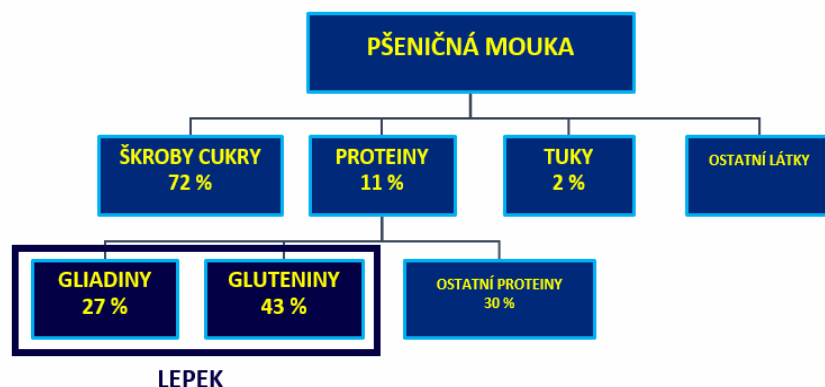 PŠENIČNÁ MOUKA
ŠKROBY CUKRY
72 %
PROTEINY
11 %
TUKY
2 %
OSTATNÍ LÁTKY
GLIADINY
27 %
GLUTENINY
43 %
OSTATNÍ PROTEINY
30 %
LEPEK